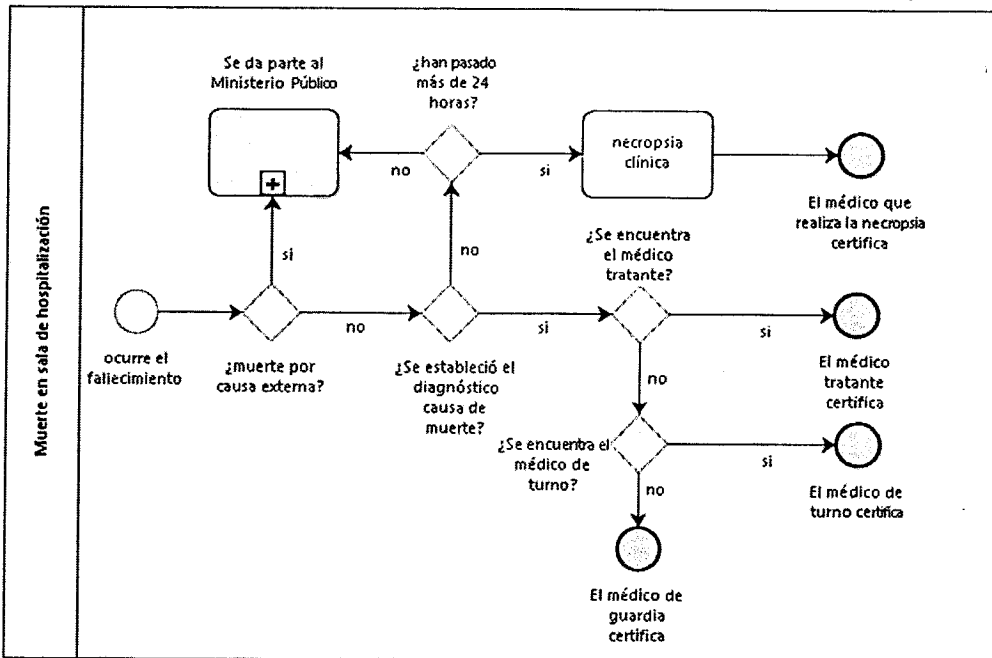 Muerte en sala de hospitalización
Se da parte al
Ministerio Público
¿han pasado
más de 24
horas?
no
si
necropsia
clínica
El médico que
realiza la necropsia
certifica
si
no
¿Se encuentra
el médico
tratante?
ocurre el
fallecimiento
¿muerte por
causa externa?
no
¿Se estableció el
diagnóstico
causa de
muerte?
si
si
El médico
tratante
certifica
no
¿Se encuentra el
médico de
turno?
si
El médico de
turno certifica
no
El médico de
guardia
certifica